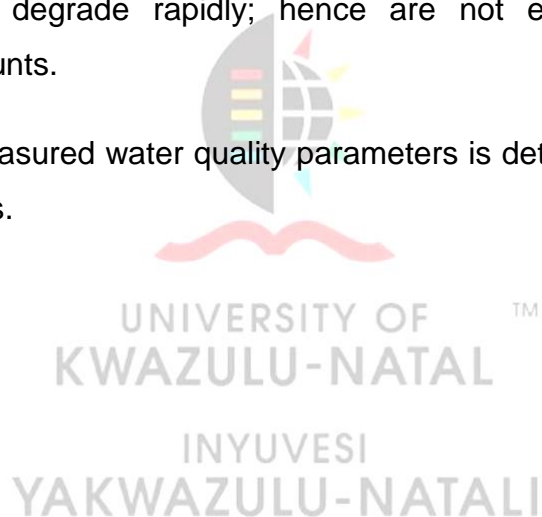 degrade rapidly; hence are not e
unts.
asured water quality parameters is det
s.
UNIVERSITY OF ™
KWAZULU-NATAL
INYUVESI
YAKWAZULU-NATALI